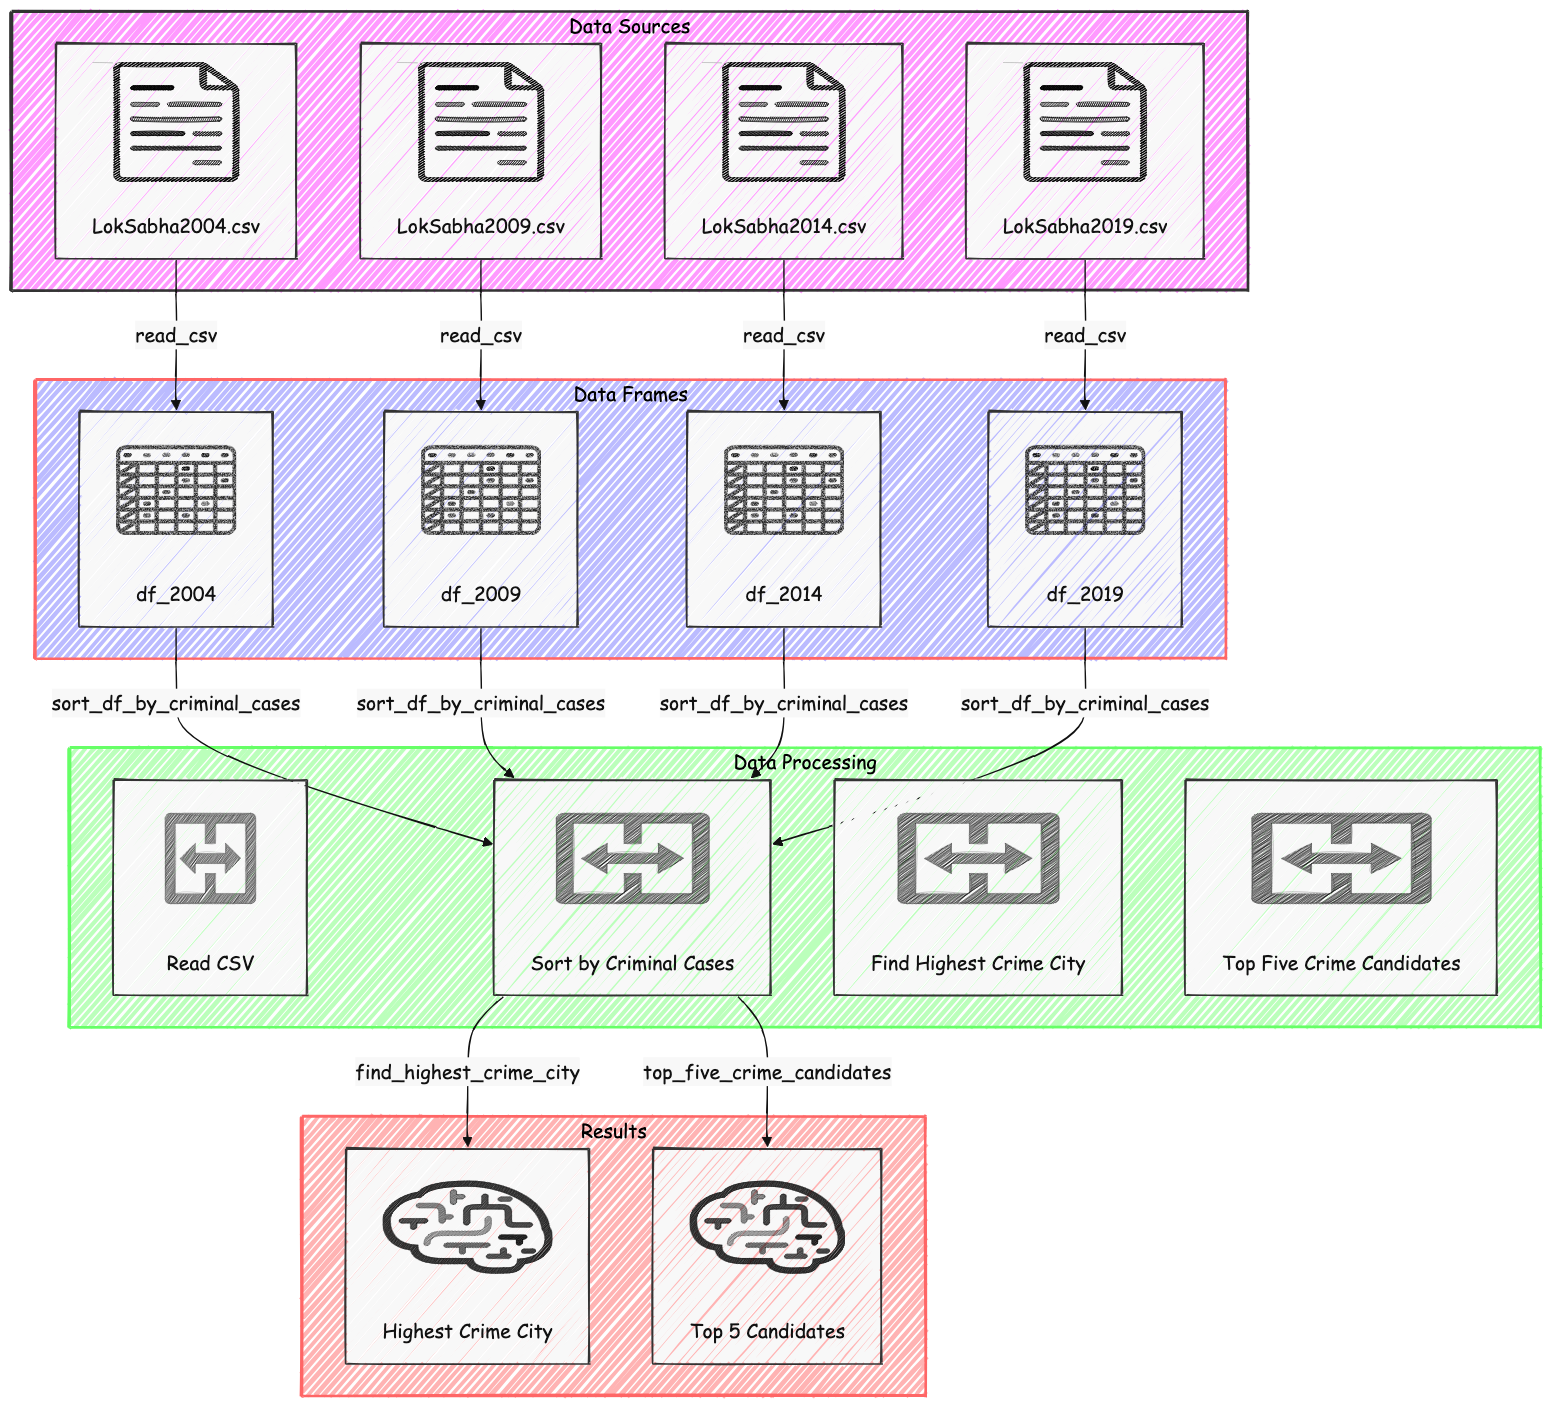 Data Sources
LokSabha2004.csv
LokSabha2009.csv
LokSabha2014.csv
LokSabha2019.csv
read_csv
read_csv
read_csv
read_csv
Data Frames
df_2004
df_2009
df_2014
df_2019
sort_df_by_criminal_cases
sort_df_by_criminal_cases
sort_df_by_criminal_cases
sort_df_by_criminal_cases
Data Processing
Read CSV
Sort by Criminal Cases
Find Highest Crime City
Top Five Crime Candidates
find_highest_crime_city
top_five_crime_candidates
Results
Highest Crime City
Top 5 Candidates